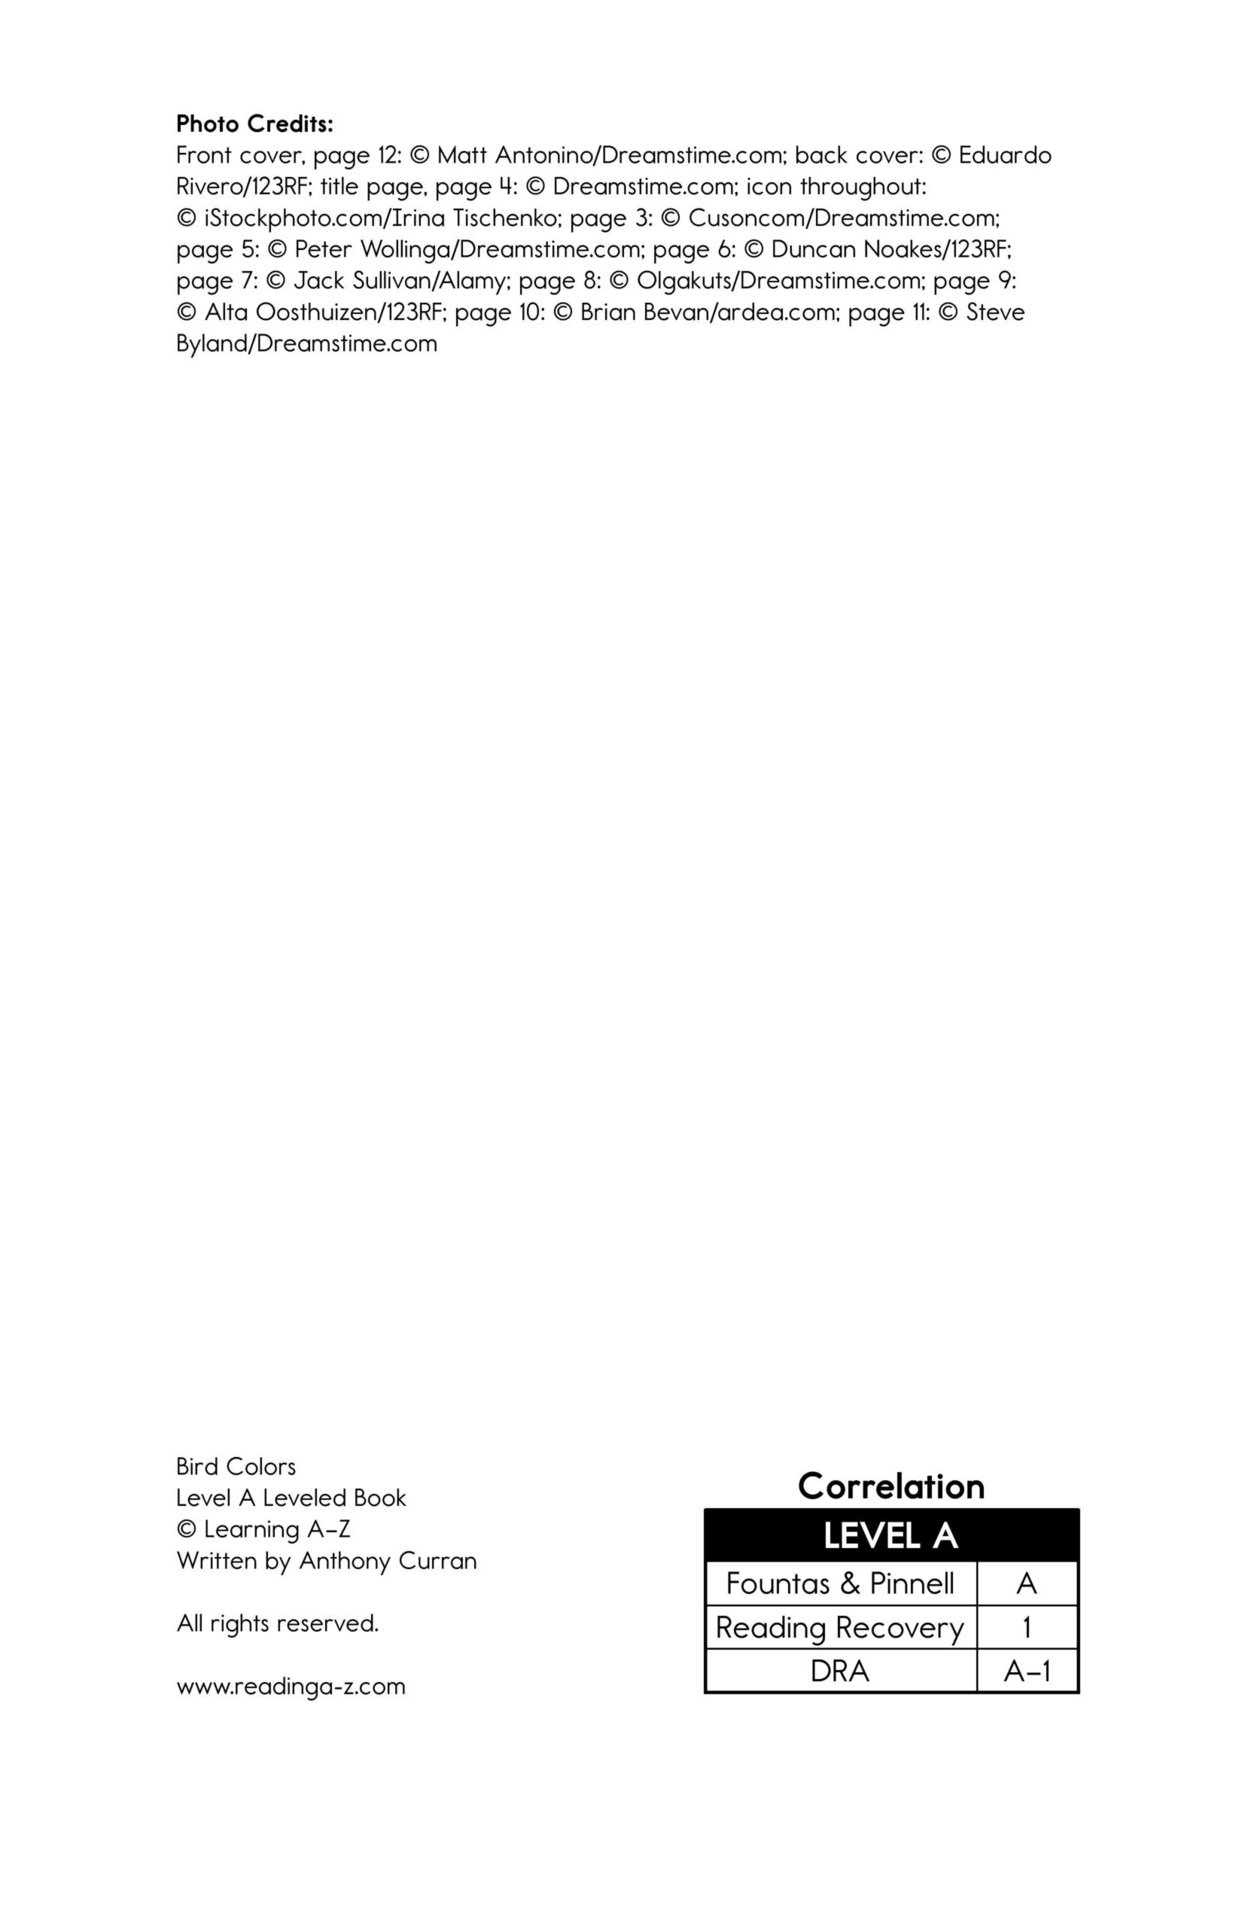 Photo Credits:
Front cover, page 12: © Matt Antonino/Dreamstime.com; back cover: © Eduardo
Rivero/123RF; title page, page 4: © Dreamstime.com; icon throughout:
© iStockphoto.com/Irina Tischenko; page 3: © Cusoncom/Dreamstime.com;
page 5: © Peter Wollinga/Dreamstime.com; page 6: © Duncan Noakes/123RF;
page 7: © Jack Sullivan/Alamy; page 8: © Olgakuts/Dreamstime.com; page 9:
© Alta Oosthuizen/123RF; page 10: © Brian Bevan/ardea.com; page 11: © Steve
Byland/Dreamstime.com
Bird Colors
Level A Leveled Book
© Learning A–Z
Written by Anthony Curran
All rights reserved.
www.readinga-z.com
Correlation
LEVEL A
Fountas & Pinnell A
Reading Recovery 1
DRA A–1